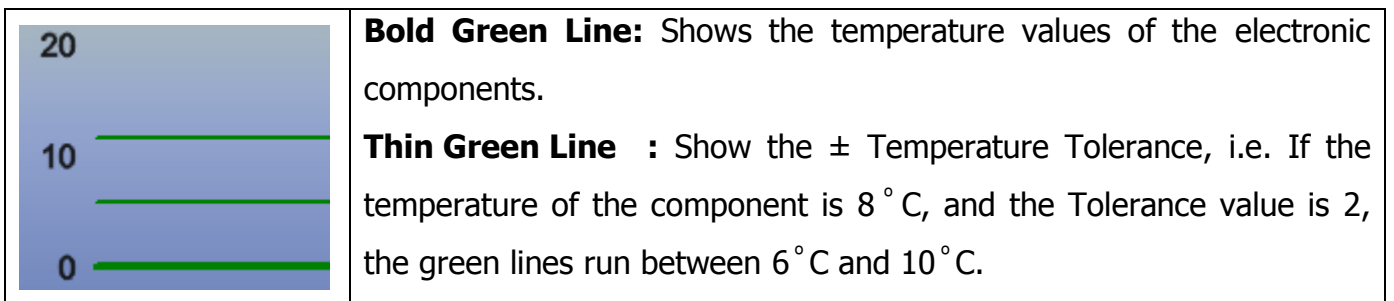 20
10
0
Bold Green Line: Shows the temperature values of the electronic
components.
Thin Green Line : Show the ± Temperature Tolerance, i.e. If the
temperature of the component is 8˚C, and the Tolerance value is 2,
the green lines run between 6˚C and 10˚C.